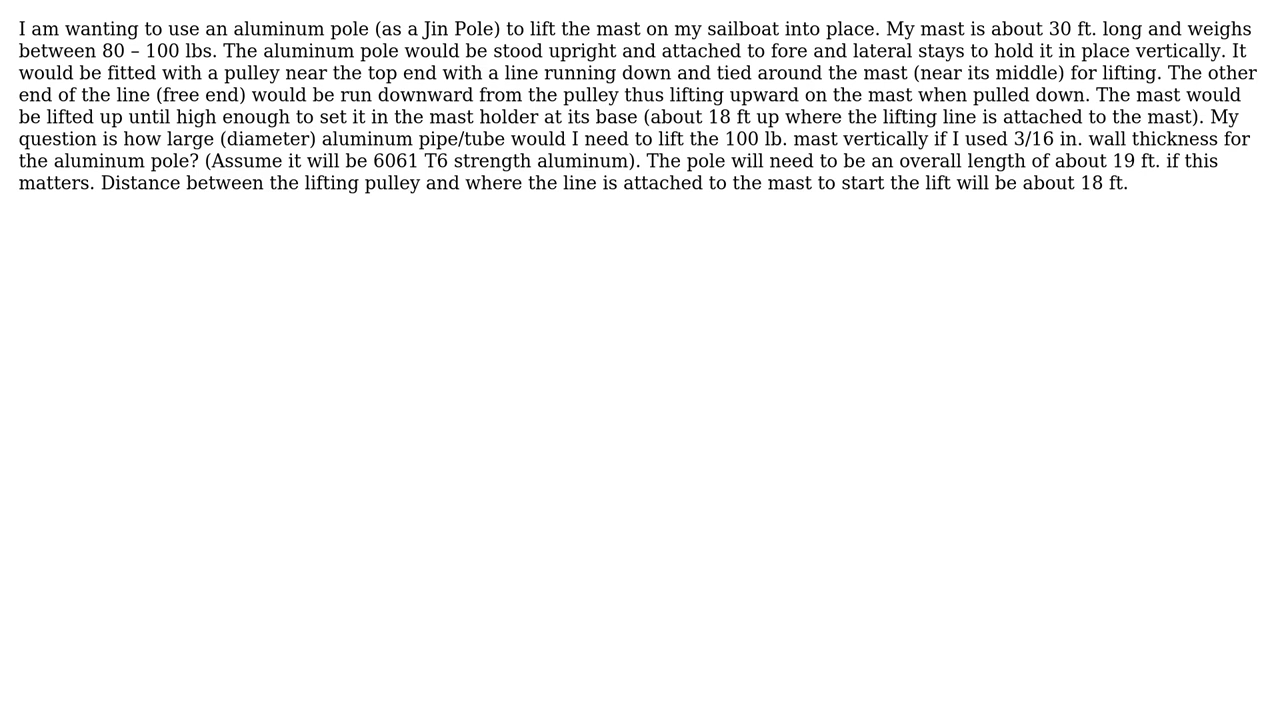 I am wanting to use an aluminum pole (as a Jin Pole) to lift the mast on my sailboat into place. My mast is about 30 ft. long and weighs
between 80 – 100 lbs. The aluminum pole would be stood upright and attached to fore and lateral stays to hold it in place vertically. It
would be fitted with a pulley near the top end with a line running down and tied around the mast (near its middle) for lifting. The other
end of the line (free end) would be run downward from the pulley thus lifting upward on the mast when pulled down. The mast would
be lifted up until high enough to set it in the mast holder at its base (about 18 ft up where the lifting line is attached to the mast). My
question is how large (diameter) aluminum pipe/tube would I need to lift the 100 lb. mast vertically if I used 3/16 in. wall thickness for
the aluminum pole? (Assume it will be 6061 T6 strength aluminum). The pole will need to be an overall length of about 19 ft. if this
matters. Distance between the lifting pulley and where the line is attached to the mast to start the lift will be about 18 ft.